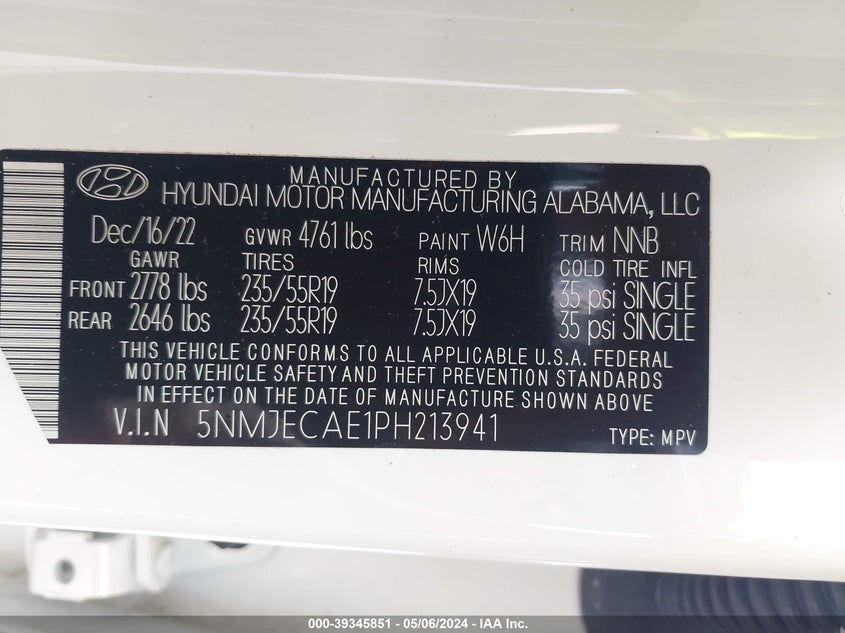 MANUFACTURED BY
HYUNDAI MOTOR MANUFACTURING ALABAMA, LLC
Dec/16/22 GVWR 4761 lbs PAINT W6H TRIM NNB
GAWR TIRES RIMS COLD TIRE INFL
FRONT 2778 lbs 235/55R19 7.5JX19 35 psi SINGLE
REAR 2646 lbs 235/55R19 7.5JX19 35 psi SINGLE
THIS VEHICLE CONFORMS TO ALL APPLICABLE U.S.A. FEDERAL
MOTOR VEHICLE SAFETY AND THEFT PREVENTION STANDARDS
IN EFFECT ON THE DATE OF MANUFACTURE SHOWN ABOVE.
V.I.N 5NMJECAE1PH213941 TYPE: MPV
000-39345851 - 05/06/2024 - IAA Inc.